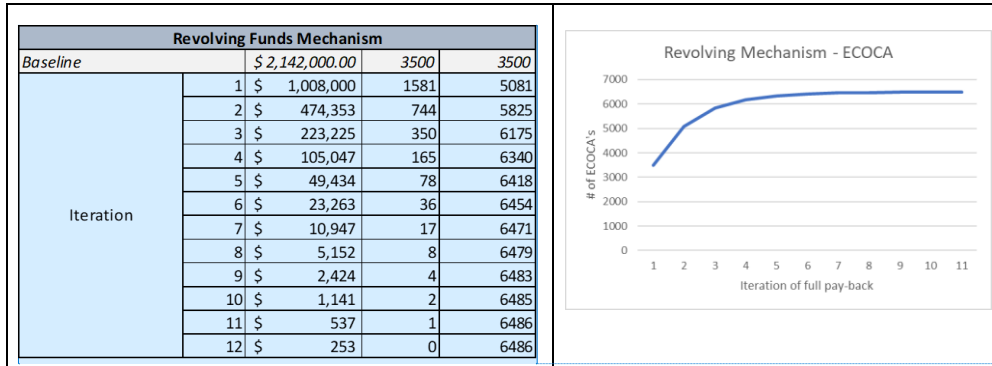 Revolving Funds Mechanism
Baseline $ 2,142,000.00 3500 3500
1 $ 1,008,000 1581 5081
2 $ 474,353 744 5825
3 $ 223,225 350 6175
4 $ 105,047 165 6340
5 $ 49,434 78 6418
Iteration 6 $ 23,263 36 6454
7 $ 10,947 17 6471
8 $ 5,152 8 6479
9 $ 2,424 4 6483
10 $ 1,141 2 6485
11 $ 537 1 6486
12 $ 253 0 6486
Revolving Mechanism - ECOCA
# of ECOCA's
7000
6000
5000
4000
3000
2000
1000
0
1 2 3 4 5 6 7 8 9 10 11
Iteration of full pay-back